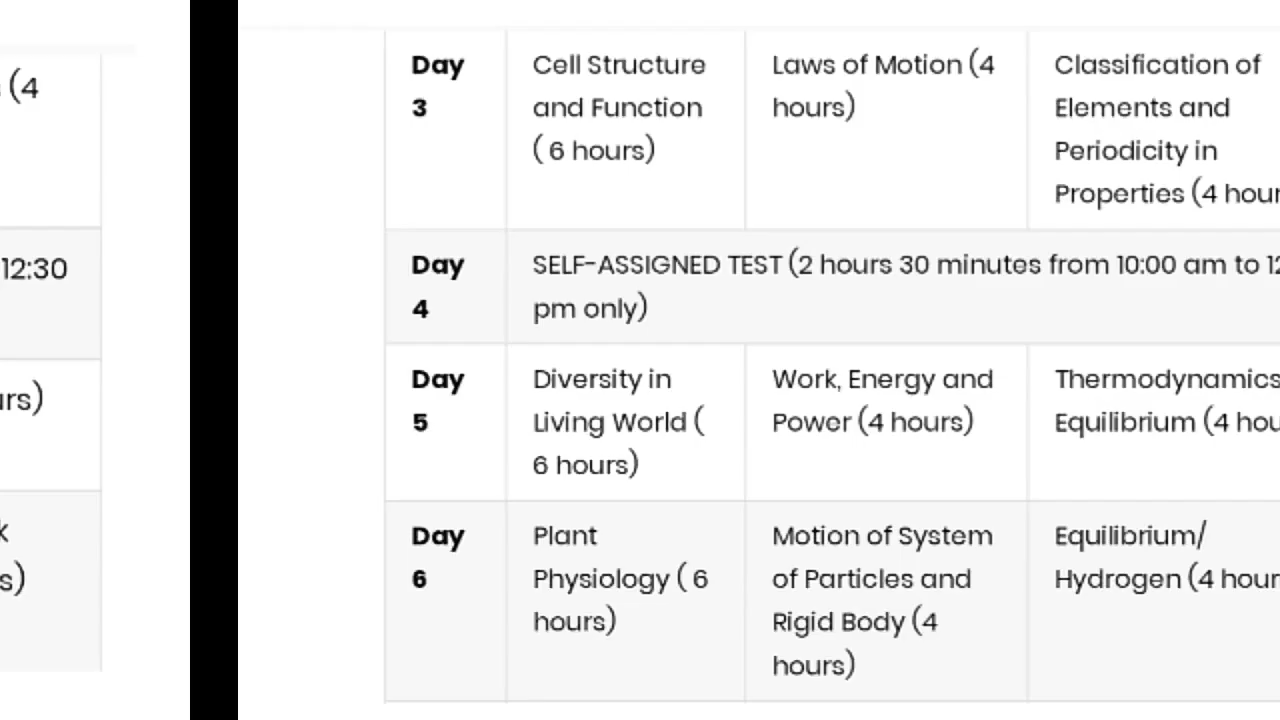 (4
12:30
k
Day
3
Cell Structure
and Function
( 6 hours)
Laws of Motion (4
hours)
Classification of
Elements and
Periodicity in
Properties (4 hour
Day
4
SELF-ASSIGNED TEST (2 hours 30 minutes from 10:00 am to 12
pm only)
Day
5
Diversity in
Living World (
6 hours)
Work, Energy and
Power (4 hours)
Thermodynamics
Equilibrium (4 hou
Day
6
Plant
Physiology ( 6
hours)
Motion of System
of Particles and
Rigid Body (4
hours)
Equilibrium/
Hydrogen (4 hour